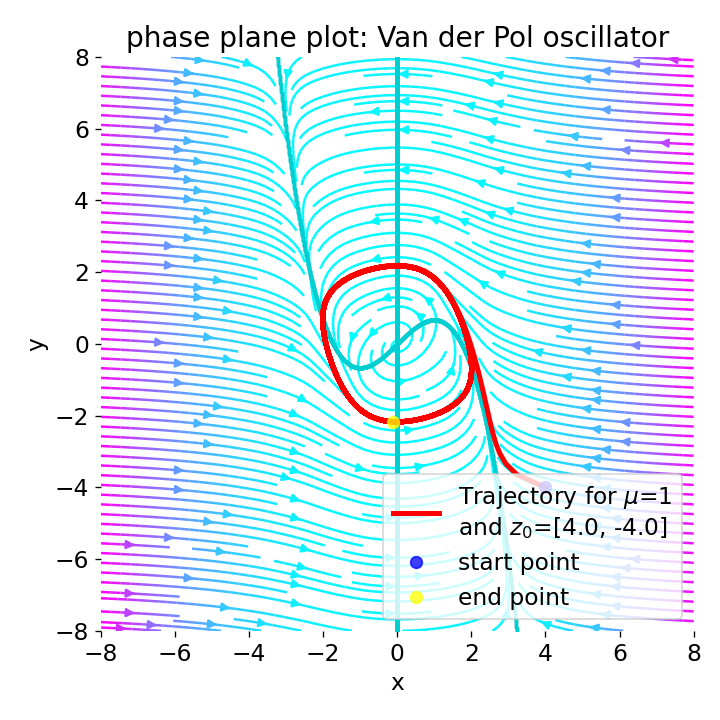 phase plane plot: Van der Pol oscillator
8
6
4
2
0
−2
−4
−6
−8
y
−8 −6 −4 −2 0 2 4 6 8
x
Trajectory for μ=1
and z₀=[4.0, -4.0]
start point
end point